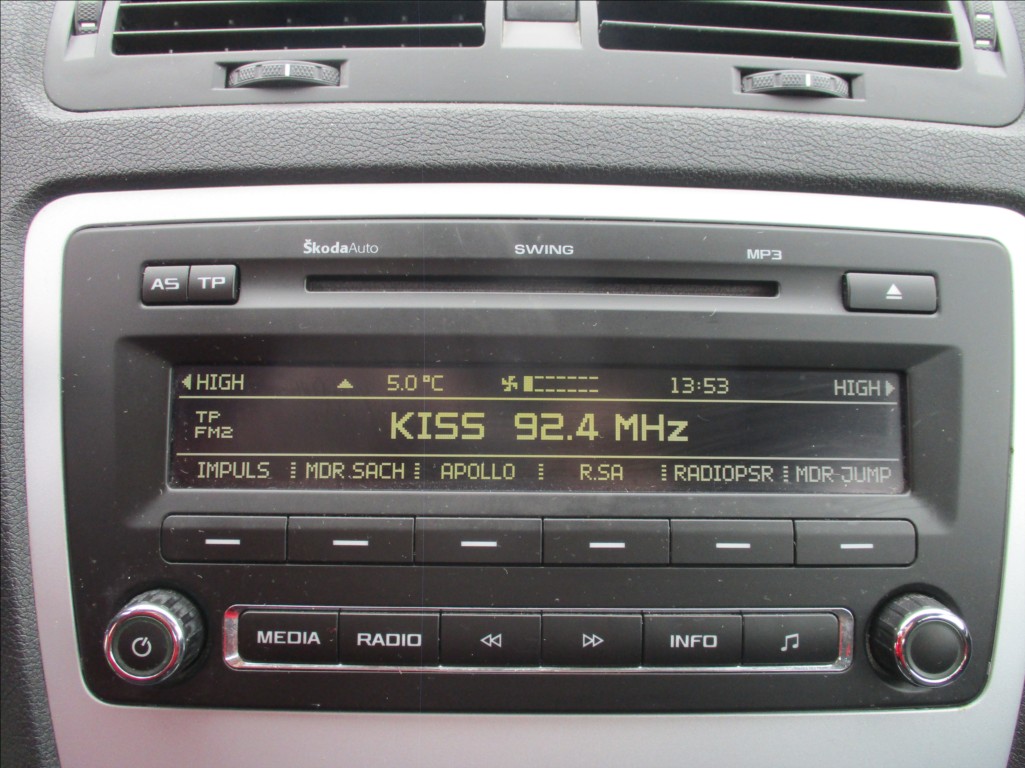 ŠkodaAuto SWING MP3
AS TP
HIGH 5.0 °C 13:53 HIGH
TP
FM2
KISS 92.4 MHz
IMPULS MDR.SACH APOLLO R.SA RADIOPSR MDR-JUMP
MEDIA RADIO INFO